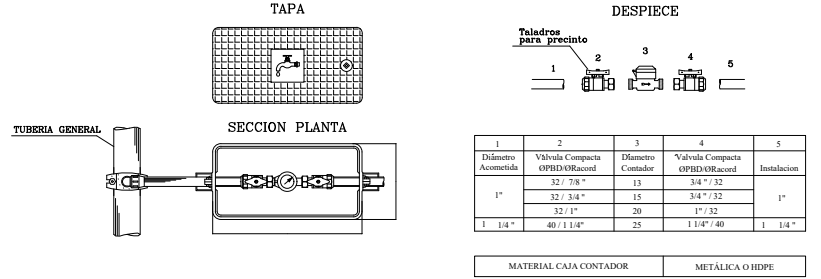 TAPA
DESPIECE
Taladros
para precinto
1 2 3 4 5
TUBERIA GENERAL
SECCION PLANTA
1 2 3 4 5
Diámetro Acometida Válvula Compacta ØPBD/ØRacord Díametro Contador Valvula Compacta ØPBD/ØRacord Instalacion
1" 32 / 7/8 " 13 3/4 " / 32 1"
32 / 3/4 " 15 3/4 " / 32
32 / 1" 20 1" / 32
1 1/4 " 40 / 1 1/4" 25 1 1/4" / 40 1 1/4 "
MATERIAL CAJA CONTADOR METÁLICA O HDPE